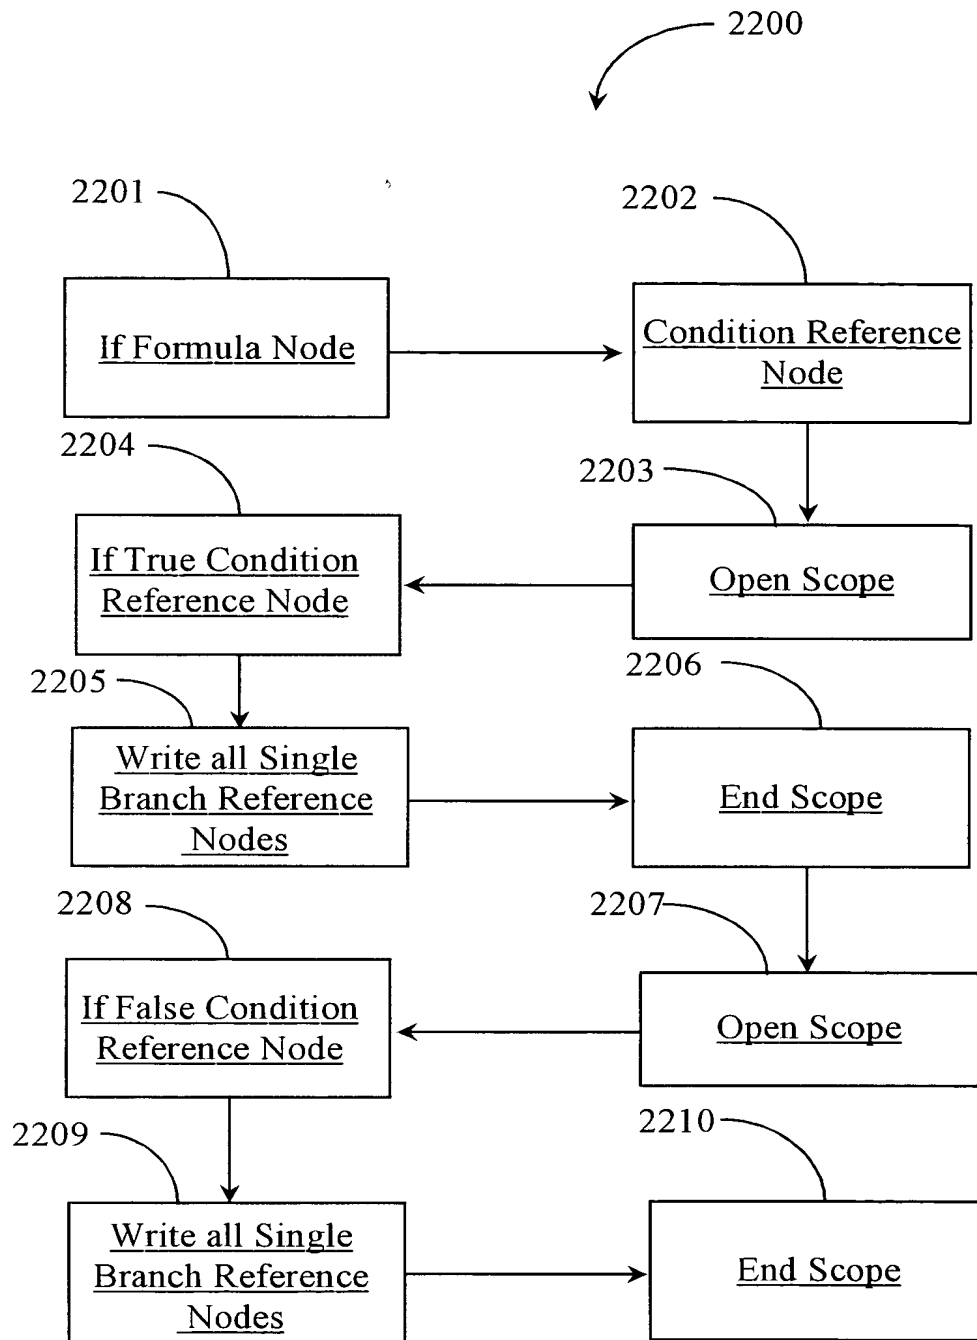 2200
2201
2202
If Formula Node
Condition Reference
Node
2204
2203
If True Condition
Reference Node
Open Scope
2205
2206
Write all Single
Branch Reference
Nodes
End Scope
2208
2207
If False Condition
Reference Node
Open Scope
2209
2210
Write all Single
Branch Reference
Nodes
End Scope